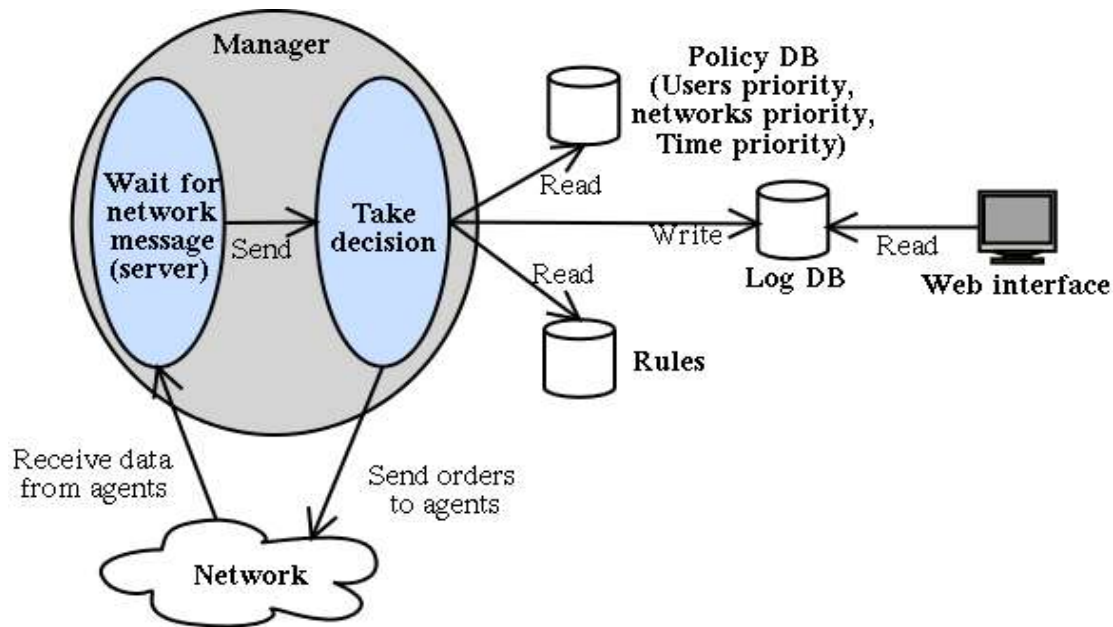 Manager
Policy DB
(Users priority,
networks priority,
Time priority)
Wait for
network
message
(server)
Send
Take
decision
Read
Write
Log DB
Read
Web interface
Read
Rules
Receive data
from agents
Send orders
to agents
Network